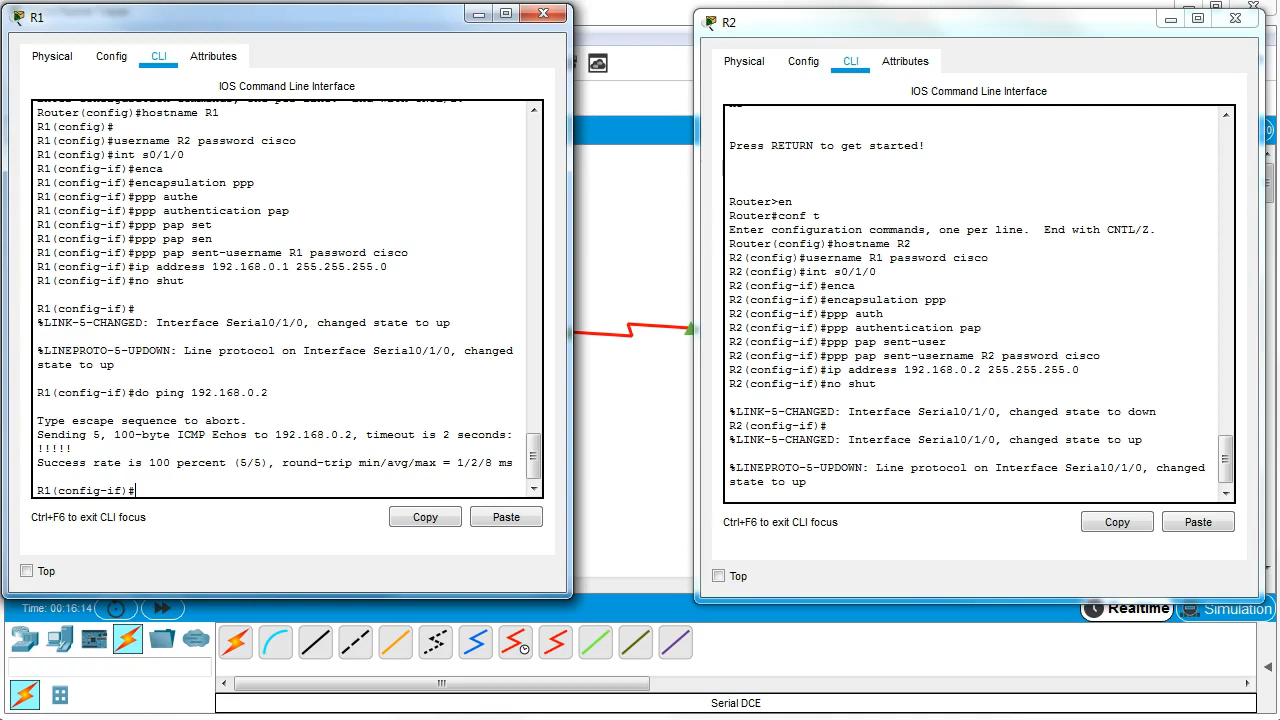 R1
Physical
Config
CLI
Attributes
IOS Command Line Interface
Router(config)#hostname R1
R1(config)#
R1(config)#username R2 password cisco
R1(config)#int s0/1/0
R1(config-if)#enca
R1(config-if)#encapsulation ppp
R1(config-if)#ppp authe
R1(config-if)#ppp authentication pap
R1(config-if)#ppp pap set
R1(config-if)#ppp pap sen
R1(config-if)#ppp pap sent-username R1 password cisco
R1(config-if)#ip address 192.168.0.1 255.255.255.0
R1(config-if)#no shut
R1(config-if)#
%LINK-5-CHANGED: Interface Serial0/1/0, changed state to up
%LINEPROTO-5-UPDOWN: Line protocol on Interface Serial0/1/0, changed
state to up
R1(config-if)#do ping 192.168.0.2
Type escape sequence to abort.
Sending 5, 100-byte ICMP Echos to 192.168.0.2, timeout is 2 seconds:
!!!!!
Success rate is 100 percent (5/5), round-trip min/avg/max = 1/2/8 ms
R1(config-if)#
Ctrl+F6 to exit CLI focus
Copy
Paste
Top
R2
Physical
Config
CLI
Attributes
IOS Command Line Interface
Press RETURN to get started!
Router>en
Router#conf t
Enter configuration commands, one per line. End with CNTL/Z.
Router(config)#hostname R2
R2(config)#username R1 password cisco
R2(config)#int s0/1/0
R2(config-if)#enca
R2(config-if)#encapsulation ppp
R2(config-if)#ppp auth
R2(config-if)#ppp authentication pap
R2(config-if)#ppp pap sent-user
R2(config-if)#ppp pap sent-username R2 password cisco
R2(config-if)#ip address 192.168.0.2 255.255.255.0
R2(config-if)#no shut
%LINK-5-CHANGED: Interface Serial0/1/0, changed state to down
R2(config-if)#
%LINK-5-CHANGED: Interface Serial0/1/0, changed state to up
%LINEPROTO-5-UPDOWN: Line protocol on Interface Serial0/1/0, changed
state to up
Ctrl+F6 to exit CLI focus
Copy
Paste
Top
Time: 00:16:14
Realtime
Simulation
Serial DCE